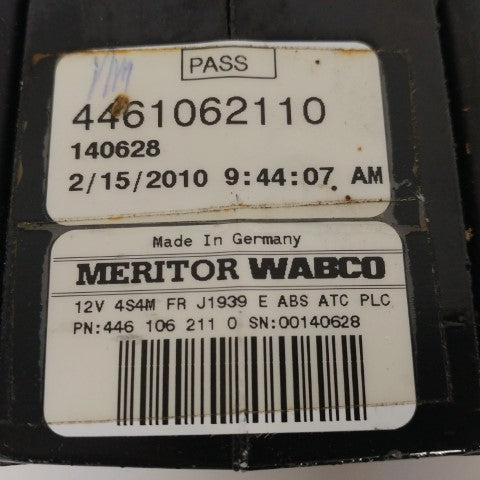 PASS
4461062110
140628
2/15/2010 9:44:07 AM
Made In Germany
MERITOR WABCO
12V 4S4M FR J1939 E ABS ATC PLC
PN:446 106 211 0 SN:00140628